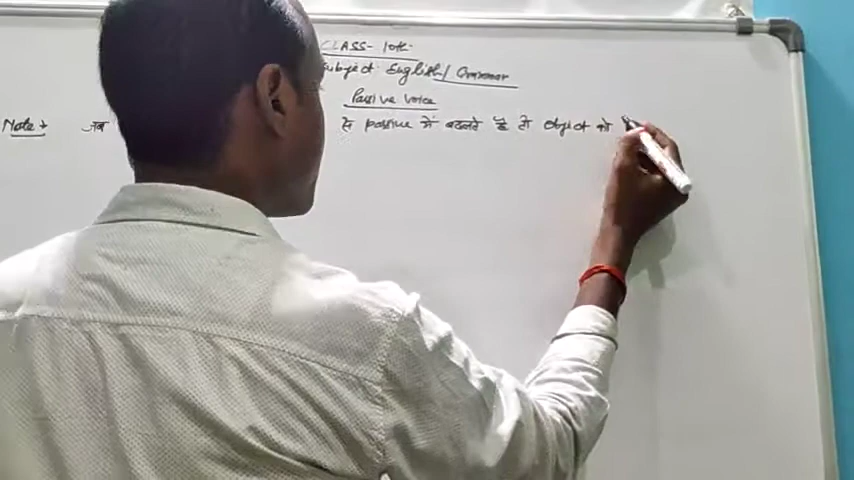 CLASS- 10th
Subject- English/ Grammar
Passive voice
Note→ जब
से passive में बदलते है तो object को